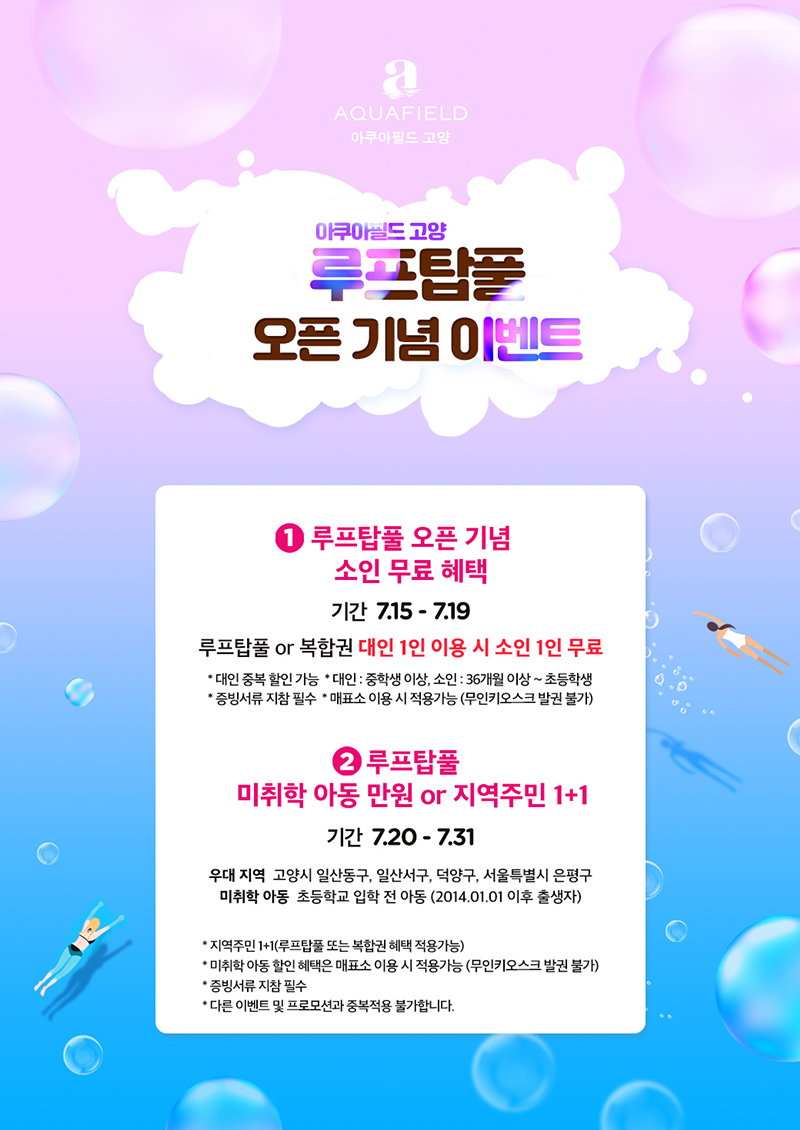 a
AQUAFIELD
아쿠아필드 고양
아쿠아필드 고양
루프탑풀
오픈 기념 이벤트
1 루프탑풀 오픈 기념
소인 무료 혜택
기간 7.15 - 7.19
루프탑풀 or 복합권 대인 1인 이용 시 소인 1인 무료
* 대인 중복 할인 가능 * 대인 : 중학생 이상, 소인 : 36개월 이상 ~ 초등학생
* 증빙서류 지참 필수 * 매표소 이용 시 적용가능 (무인키오스크 발권 불가)
2 루프탑풀
미취학 아동 만원 or 지역주민 1+1
기간 7.20 - 7.31
우대 지역 고양시 일산동구, 일산서구, 덕양구, 서울특별시 은평구
미취학 아동 초등학교 입학 전 아동 (2014.01.01 이후 출생자)
* 지역주민 1+1(루프탑풀 또는 복합권 혜택 적용가능)
* 미취학 아동 할인 혜택은 매표소 이용 시 적용가능 (무인키오스크 발권 불가)
* 증빙서류 지참 필수
* 다른 이벤트 및 프로모션과 중복적용 불가합니다.